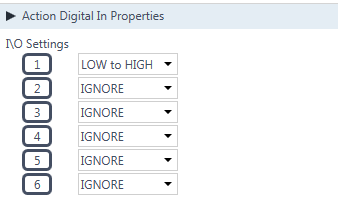 Action Digital In Properties
I\O Settings
1 LOW to HIGH
2 IGNORE
3 IGNORE
4 IGNORE
5 IGNORE
6 IGNORE